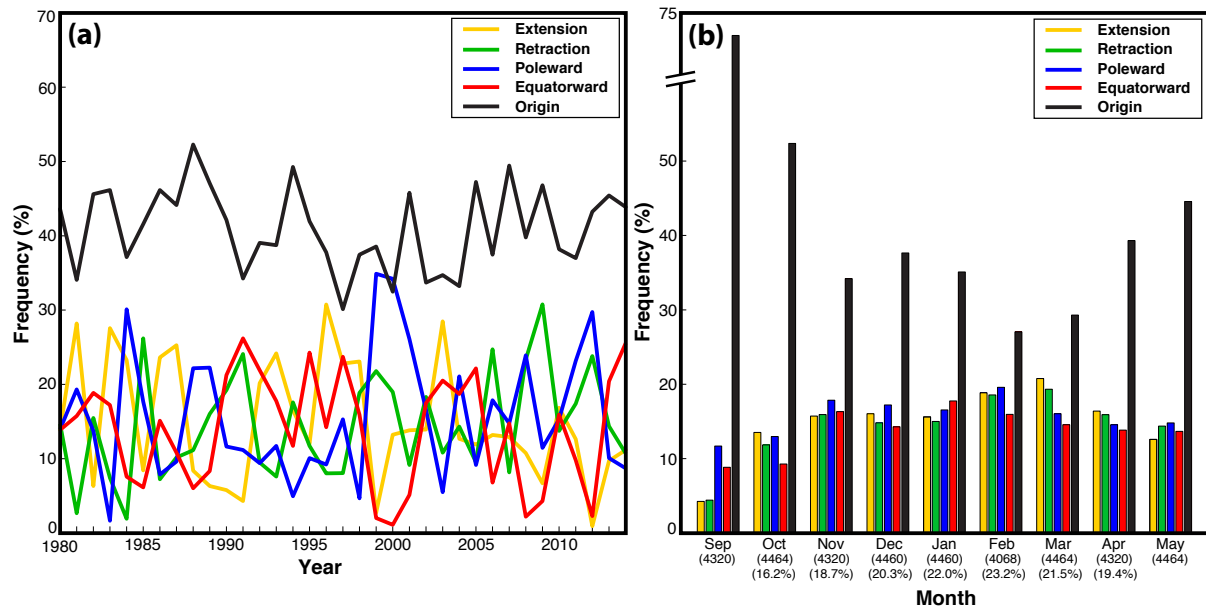 (a)
Extension
Retraction
Poleward
Equatorward
Origin
70
60
50
40
30
20
10
0
Frequency (%)
1980 1985 1990 1995 2000 2005 2010
Year
(b)
Extension
Retraction
Poleward
Equatorward
Origin
75
50
40
30
20
10
0
Frequency (%)
Sep Oct Nov Dec Jan Feb Mar Apr May
(4320) (4464) (4320) (4460) (4460) (4068) (4464) (4320) (4464)
(16.2%) (18.7%) (20.3%) (22.0%) (23.2%) (21.5%) (19.4%)
Month